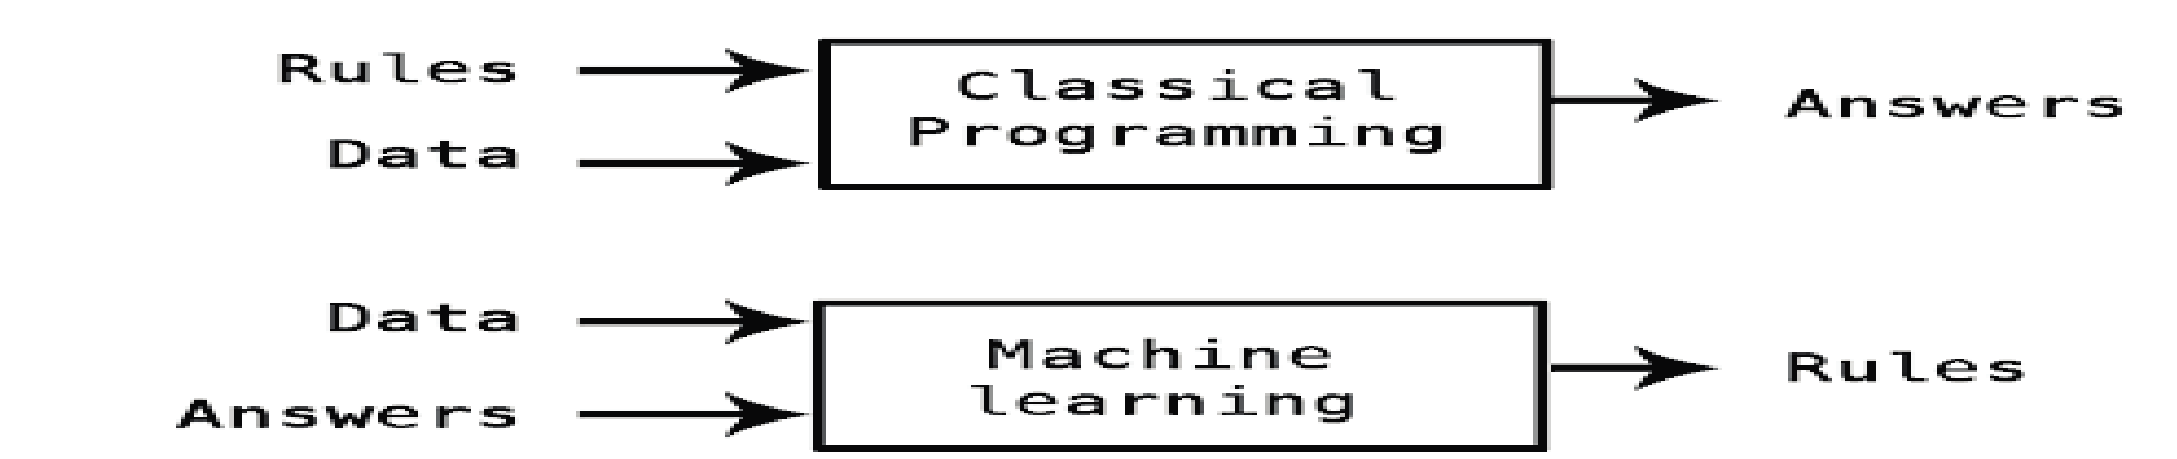 Rules
Data
Classical
Programming
Answers
Data
Answers
Machine
learning
Rules